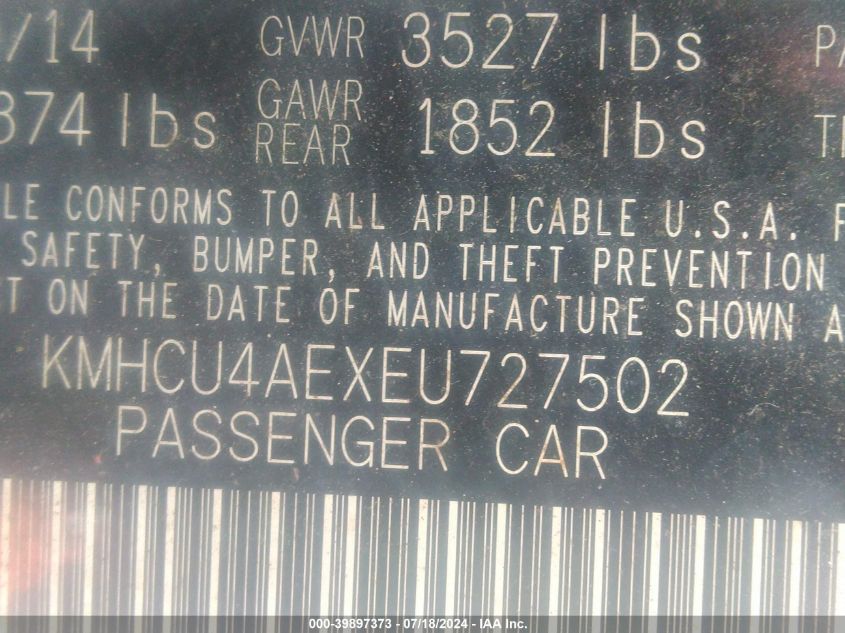 /14 GVWR 3527 lbs
874 lbs GAWR REAR 1852 lbs
LE CONFORMS TO ALL APPLICABLE U.S.A. F
SAFETY, BUMPER, AND THEFT PREVENTION
T ON THE DATE OF MANUFACTURE SHOWN A
KMHCU4AEXEU727502
PASSENGER CAR
000-39897373 - 07/18/2024 - IAA Inc.